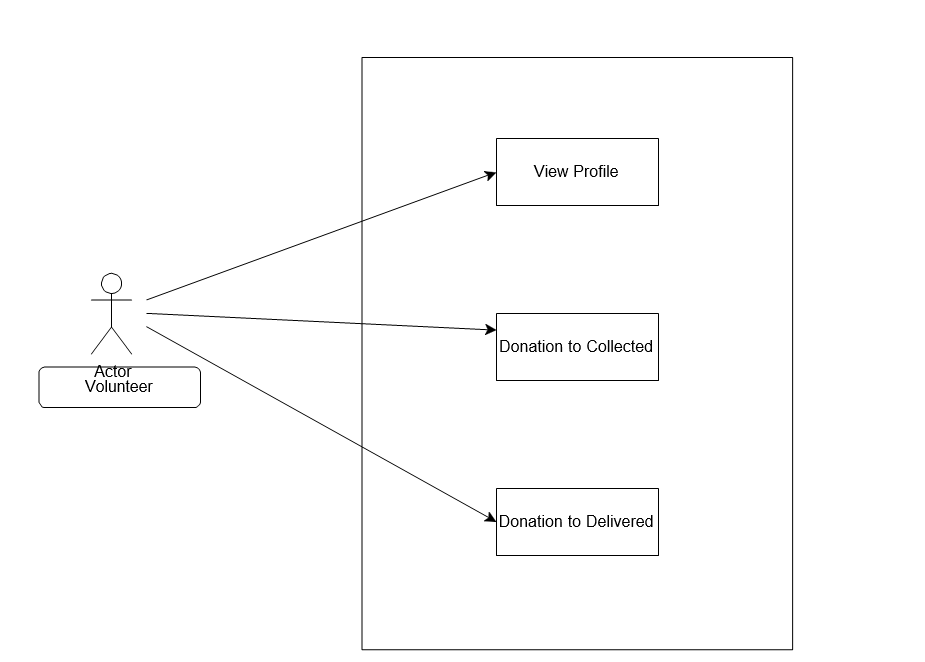 View Profile
Donation to Collected
Actor
Volunteer
Donation to Delivered